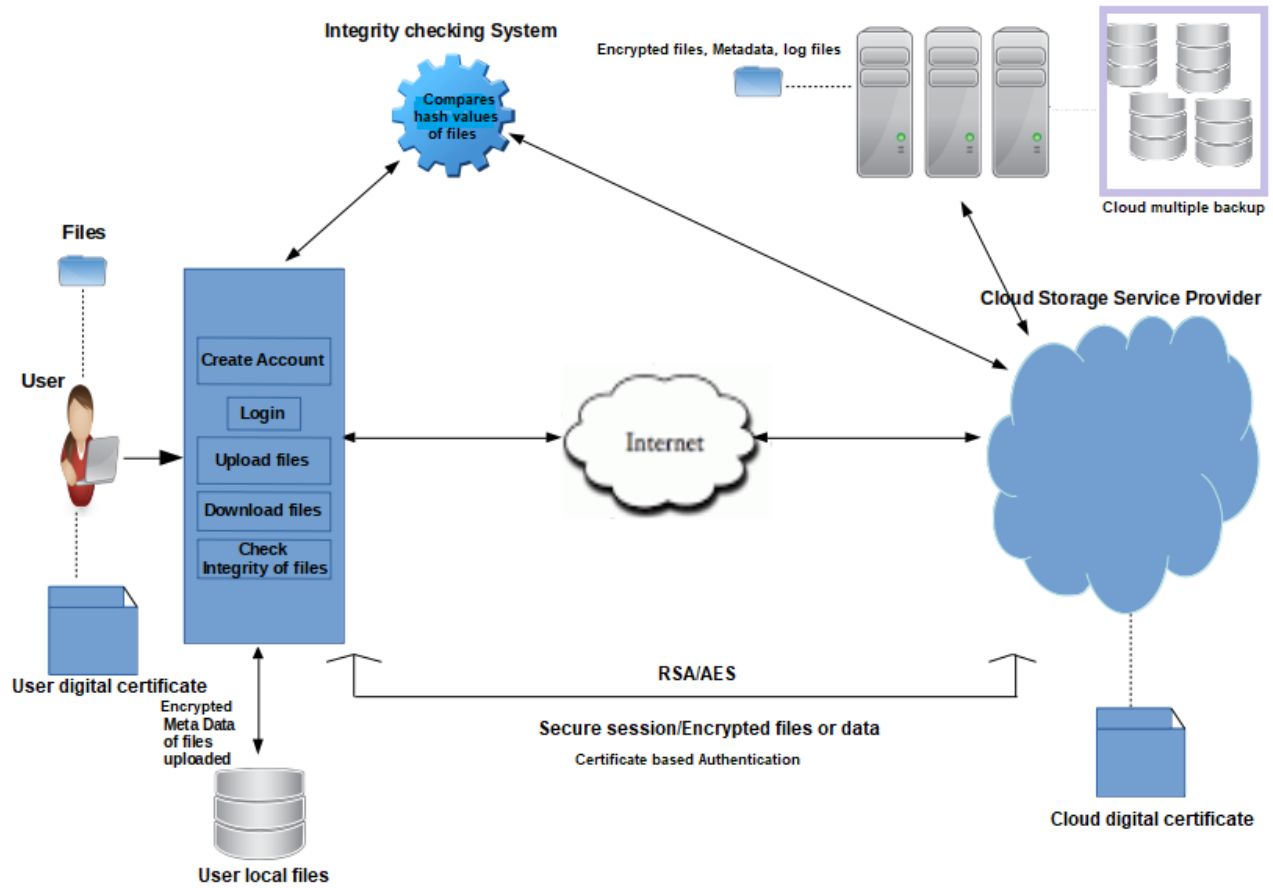 Integrity checking System
Compares
hash values
of files
Encrypted files, Metadata, log files
Cloud multiple backup
Files
User
Create Account
Login
Upload files
Download files
Check
Integrity of files
Internet
Cloud Storage Service Provider
User digital certificate
Encrypted
Meta Data
of files
uploaded
User local files
RSA/AES
Secure session/Encrypted files or data
Certificate based Authentication
Cloud digital certificate